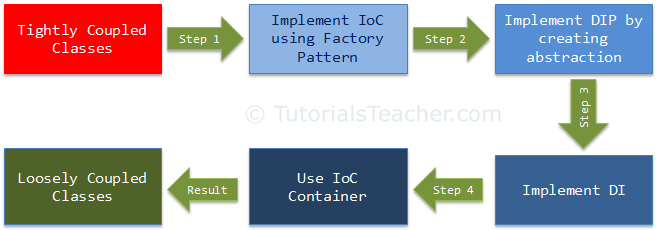 Tightly Coupled
Classes
Step 1
Implement IoC
using Factory
Pattern
Step 2
Implement DIP by
creating
abstraction
Step 3
© TutorialsTeacher.com
Implement DI
Step 4
Use IoC
Container
Result
Loosely Coupled
Classes